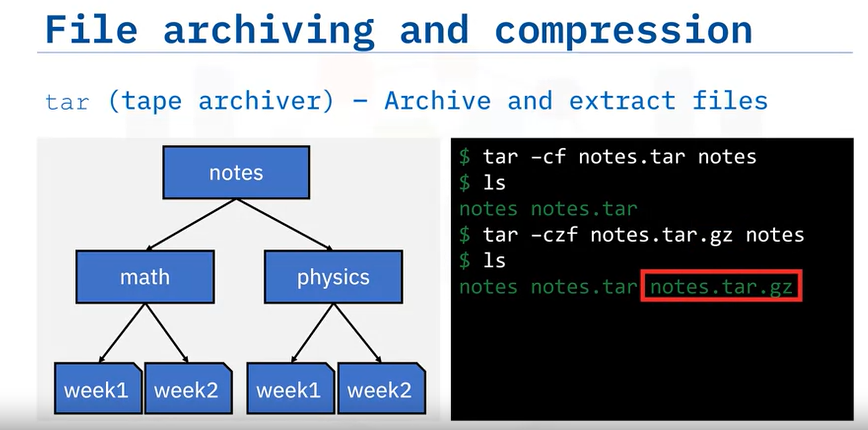 File archiving and compression
tar (tape archiver) – Archive and extract files
notes
math
physics
week1
week2
week1
week2
$ tar –cf notes.tar notes
$ ls
notes notes.tar
$ tar –czf notes.tar.gz notes
$ ls
notes notes.tar notes.tar.gz